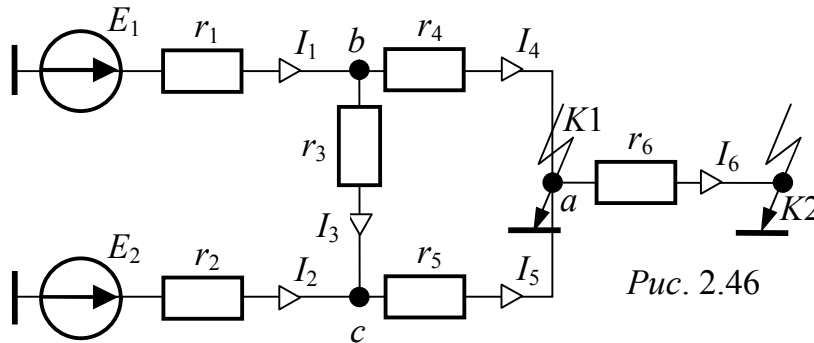 E1 r1 I1 b r4 I4
r3 K1 r6 I6
a K2
I3
E2 r2 I2 r5 I5 Рис. 2.46
c